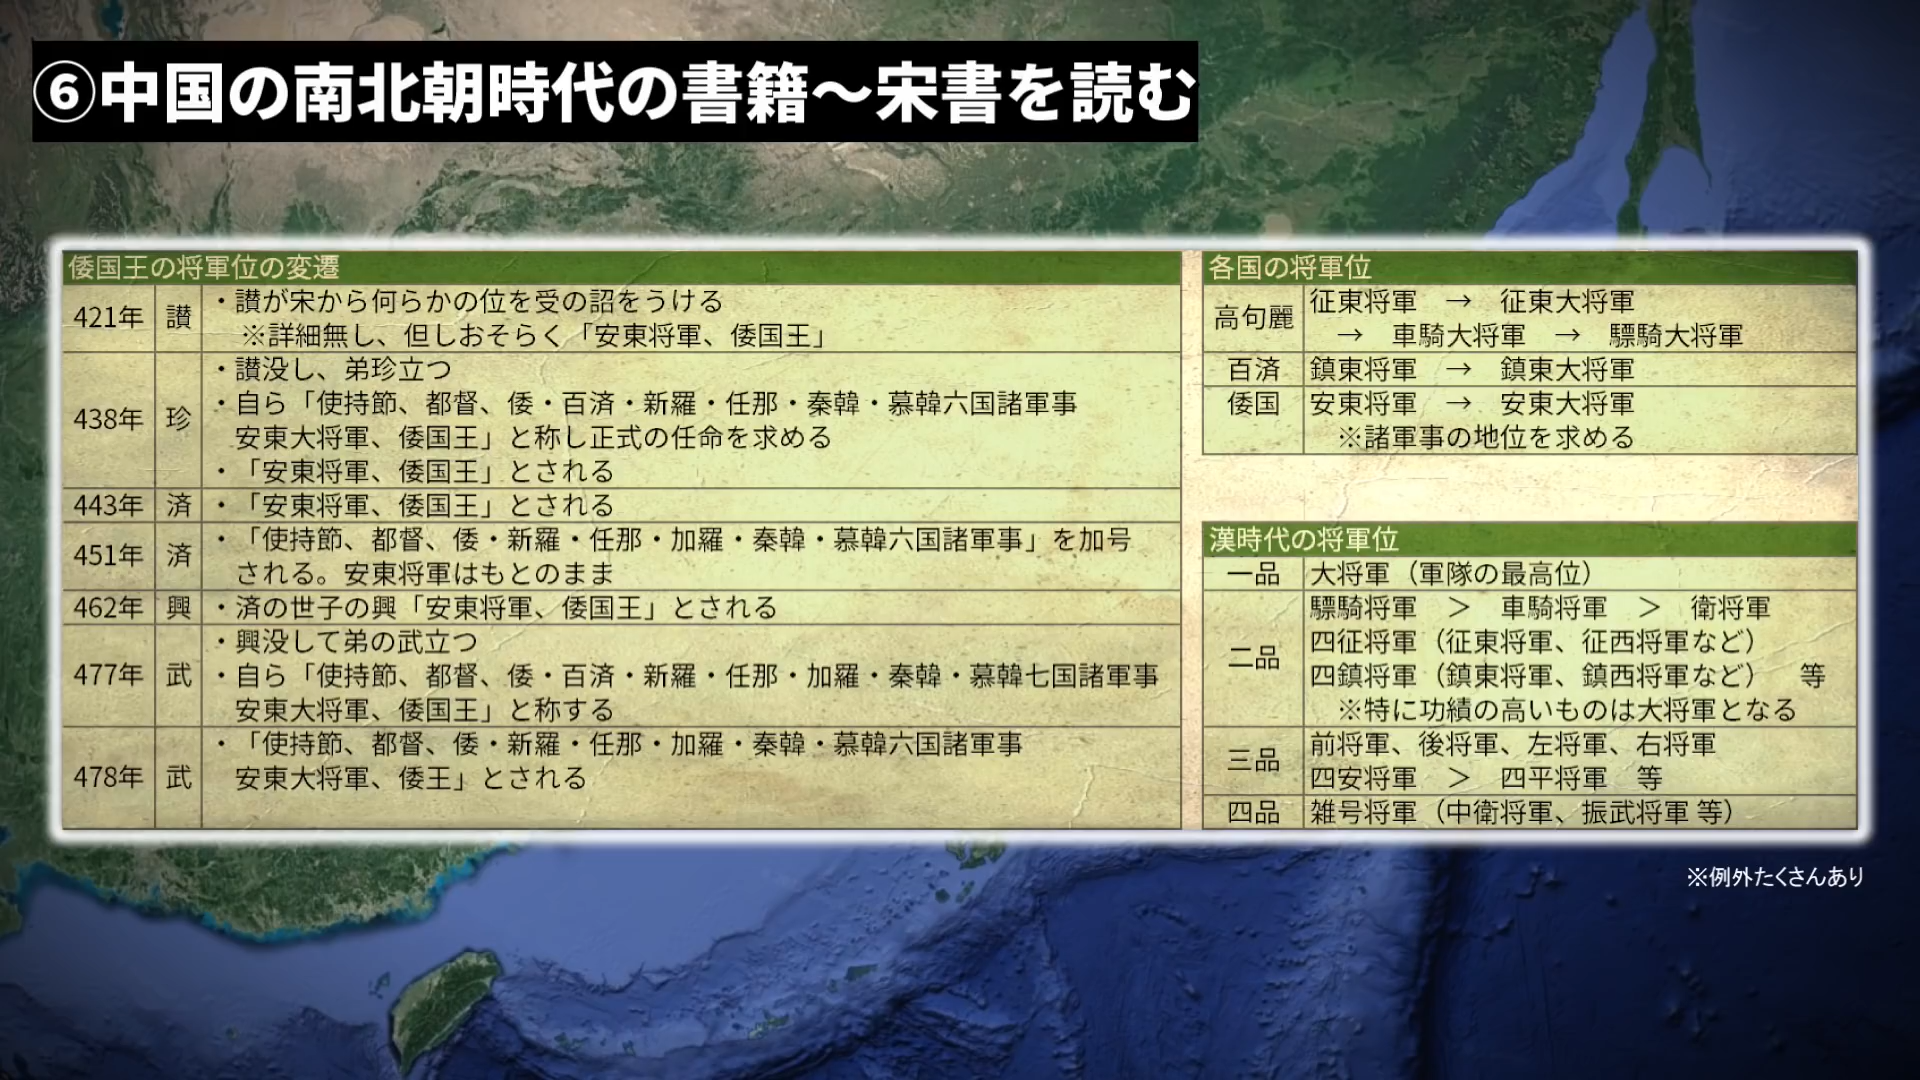 ⑥中国の南北朝時代の書籍～宋書を読む
倭国王の将軍位の変遷
421年 讃 ・讃が宋から何らかの位を受の詔をうける
※詳細無し、但しおそらく「安東将軍、倭国王」
438年 珍 ・讃没し、弟珍立つ
・自ら「使持節、都督、倭・百済・新羅・任那・秦韓・慕韓六国諸軍事
安東大将軍、倭国王」と称し正式の任命を求める
・「安東将軍、倭国王」とされる
443年 済 ・「安東将軍、倭国王」とされる
451年 済 ・「使持節、都督、倭・新羅・任那・加羅・秦韓・慕韓六国諸軍事」を加号
される。安東将軍はもとのまま
462年 興 ・済の世子の興「安東将軍、倭国王」とされる
477年 武 ・興没して弟の武立つ
・自ら「使持節、都督、倭・百済・新羅・任那・加羅・秦韓・慕韓七国諸軍事
安東大将軍、倭国王」と称する
478年 武 ・「使持節、都督、倭・新羅・任那・加羅・秦韓・慕韓六国諸軍事
安東大将軍、倭王」とされる
各国の将軍位
高句麗 征東将軍 → 征東大将軍
→ 車騎大将軍 → 驃騎大将軍
百済 鎮東将軍 → 鎮東大将軍
倭国 安東将軍 → 安東大将軍
※諸軍事の地位を求める
漢時代の将軍位
一品 大将軍（軍隊の最高位）
二品 驃騎将軍 ＞ 車騎将軍 ＞ 衛将軍
四征将軍（征東将軍、征西将軍など）
四鎮将軍（鎮東将軍、鎮西将軍など） 等
※特に功績の高いものは大将軍となる
三品 前将軍、後将軍、左将軍、右将軍
四安将軍 ＞ 四平将軍 等
四品 雑号将軍（中衛将軍、振武将軍 等）
※例外たくさんあり